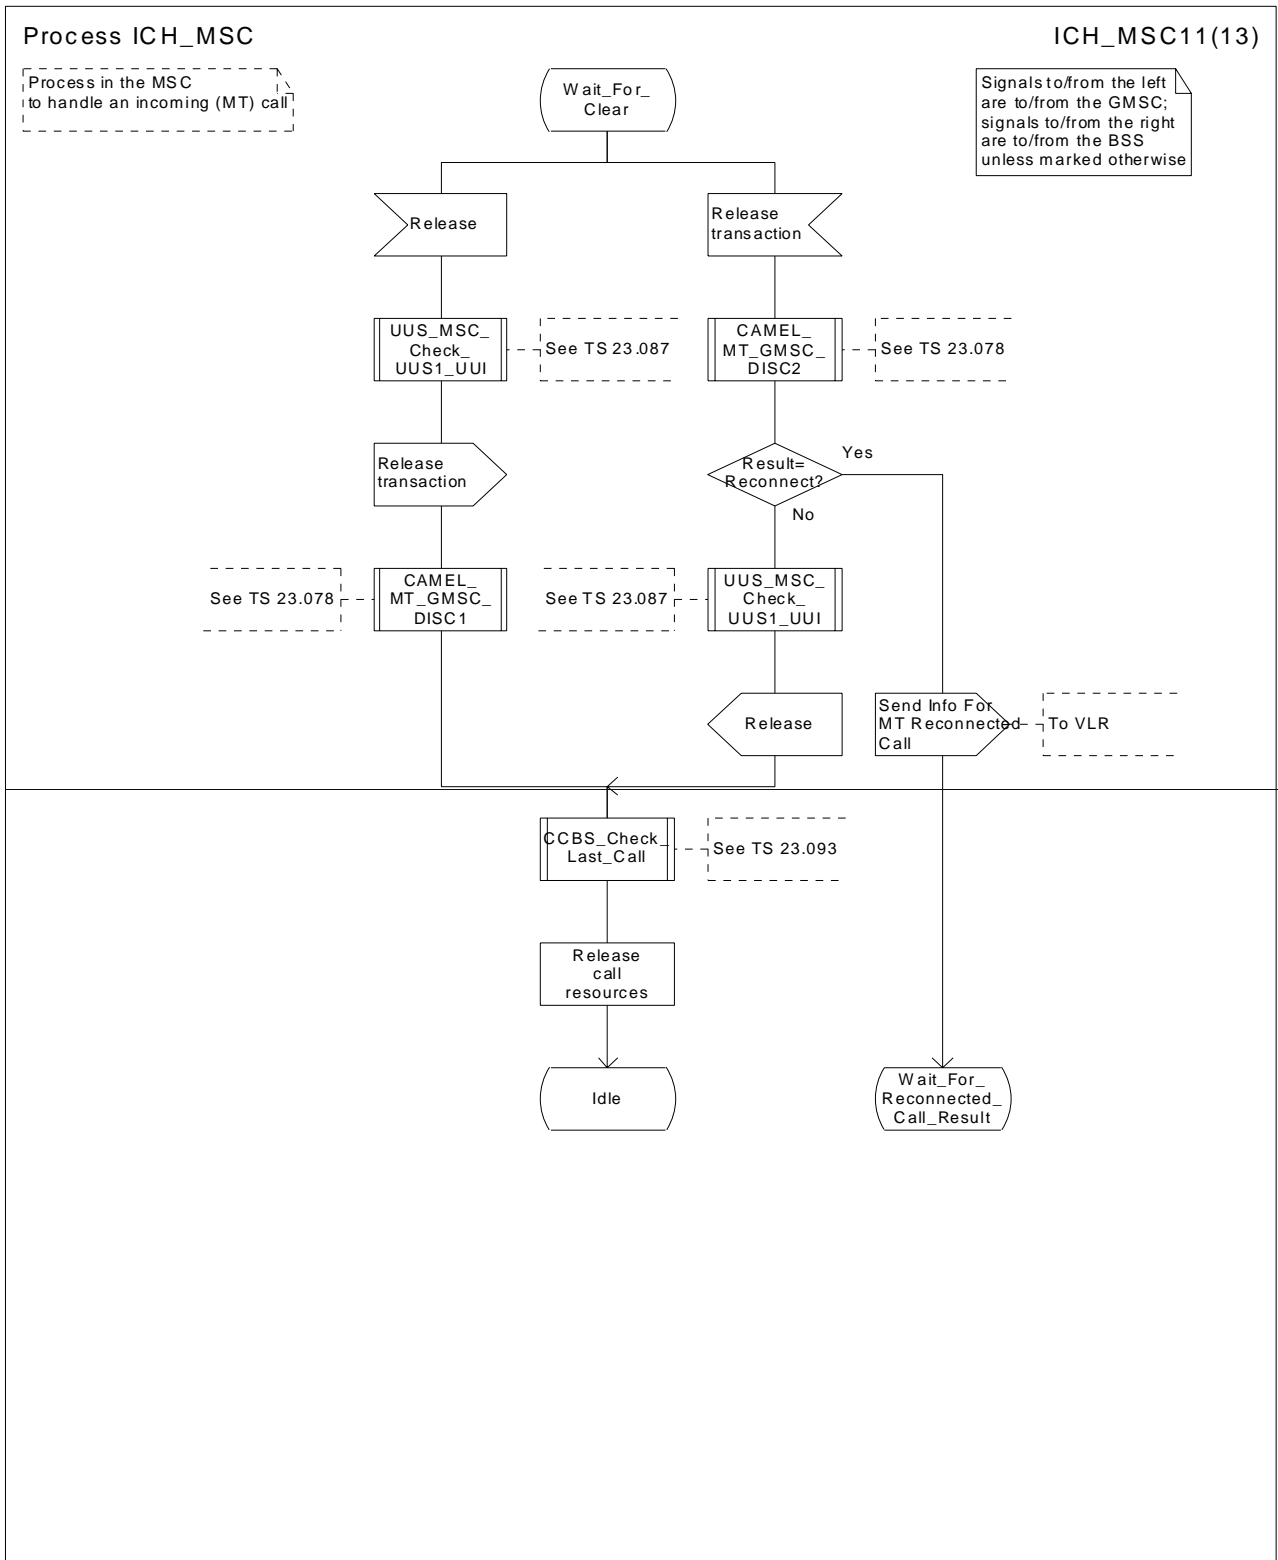 Process ICH_MSC
ICH_MSC11(13)
Process in the MSC
to handle an incoming (MT) call
Wait_For_
Clear
Signals to/from the left
are to/from the GMSC;
signals to/from the right
are to/from the BSS
unless marked otherwise
Release
Release
transaction
UUS_MSC_
Check_
UUS1_UUI
See TS 23.087
CAMEL_
MT_GMSC_
DISC2
See TS 23.078
Release
transaction
Result=
Reconnect?
Yes
No
See TS 23.078
CAMEL_
MT_GMSC_
DISC1
See TS 23.087
UUS_MSC_
Check_
UUS1_UUI
Release
Send Info For
MT Reconnected
Call
To VLR
CCBS_Check_
Last_Call
See TS 23.093
Release
call
resources
Idle
Wait_For_
Reconnected_
Call_Result